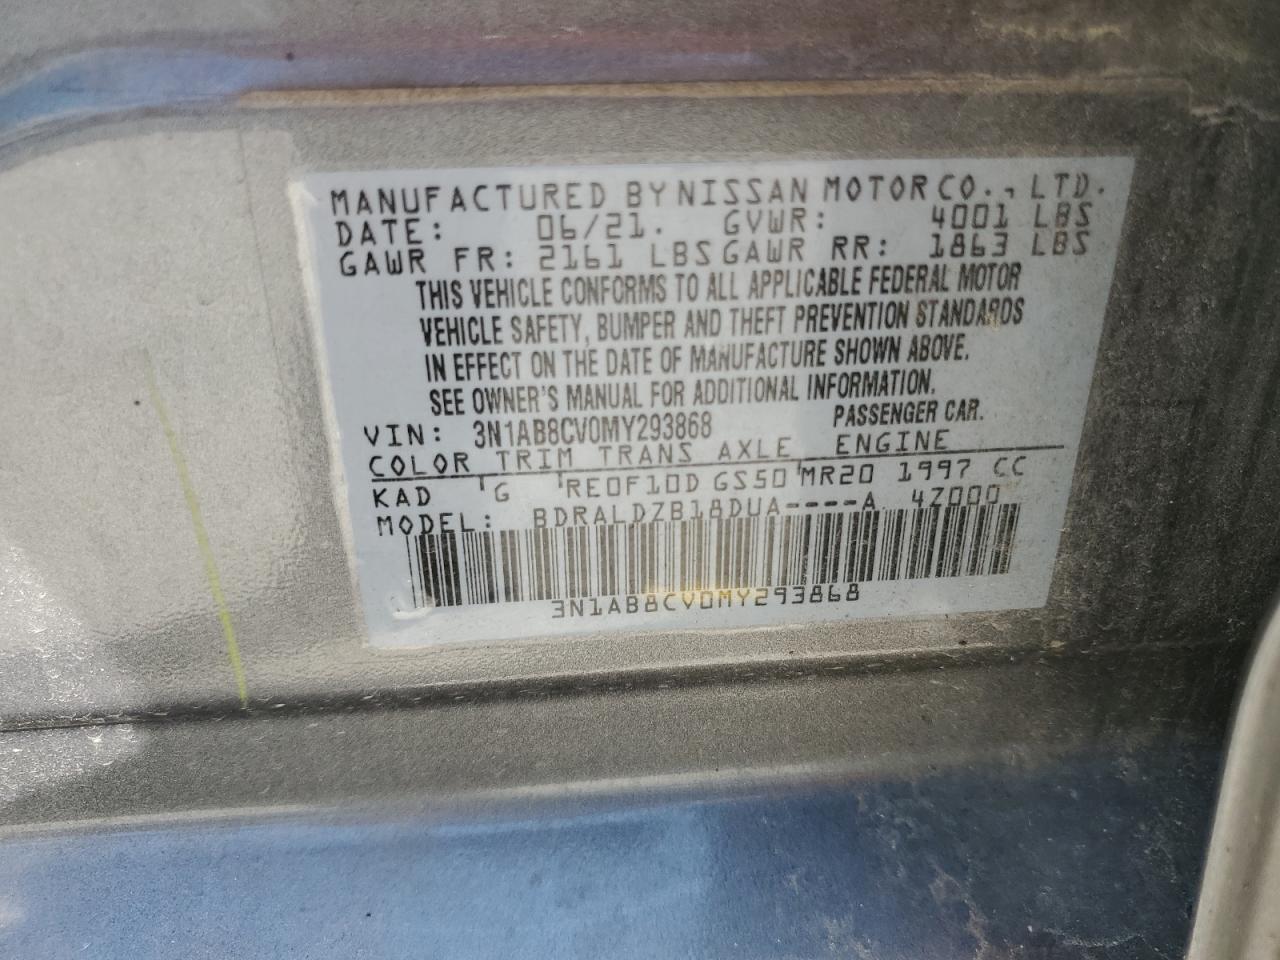 MANUFACTURED BY NISSAN MOTOR CO., LTD.
DATE: 06/21. GVWR: 4001 LBS
GAWR FR: 2161 LBS GAWR RR: 1863 LBS
THIS VEHICLE CONFORMS TO ALL APPLICABLE FEDERAL MOTOR
VEHICLE SAFETY, BUMPER AND THEFT PREVENTION STANDARDS
IN EFFECT ON THE DATE OF MANUFACTURE SHOWN ABOVE.
SEE OWNER'S MANUAL FOR ADDITIONAL INFORMATION.
VIN: 3N1AB8CV0MY293868 PASSENGER CAR.
COLOR TRIM TRANS AXLE ENGINE
KAD G RE0F10D GS50 MR20 1997 CC
MODEL: BDRALDZB18DUA----A 4Z000
3N1AB8CV0MY293868